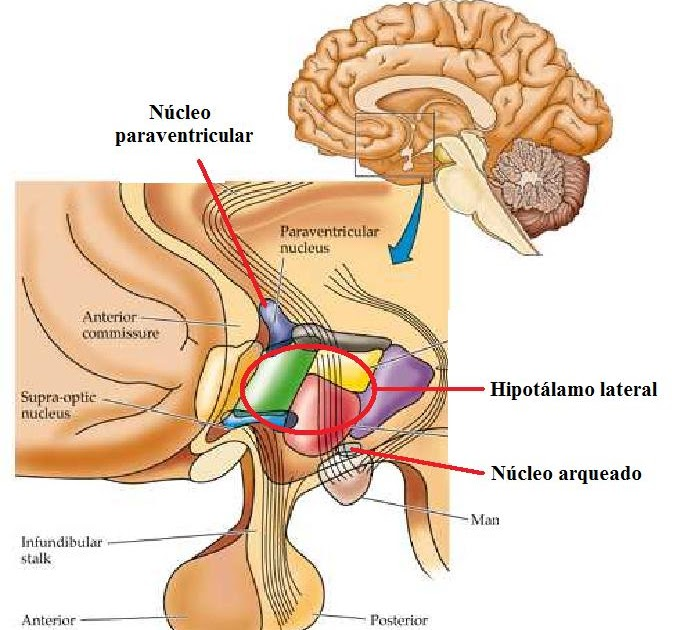 Núcleo
paraventricular
Paraventricular
nucleus
Anterior
commissure
Supra-optic
nucleus
Hipotálamo lateral
Núcleo arqueado
Man
Infundibular
stalk
Anterior
Posterior